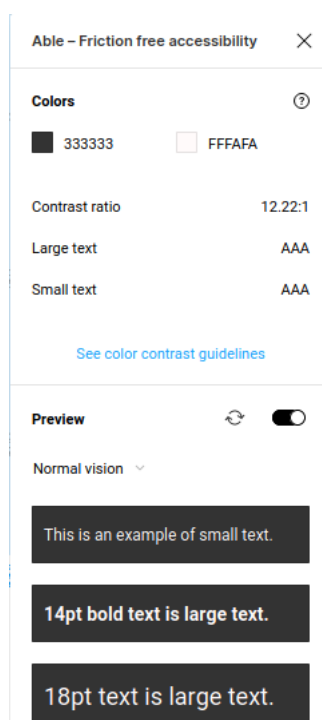 Able – Friction free accessibility
Colors
333333 FFFAFA
Contrast ratio 12.22:1
Large text AAA
Small text AAA
See color contrast guidelines
Preview
Normal vision
This is an example of small text.
14pt bold text is large text.
18pt text is large text.